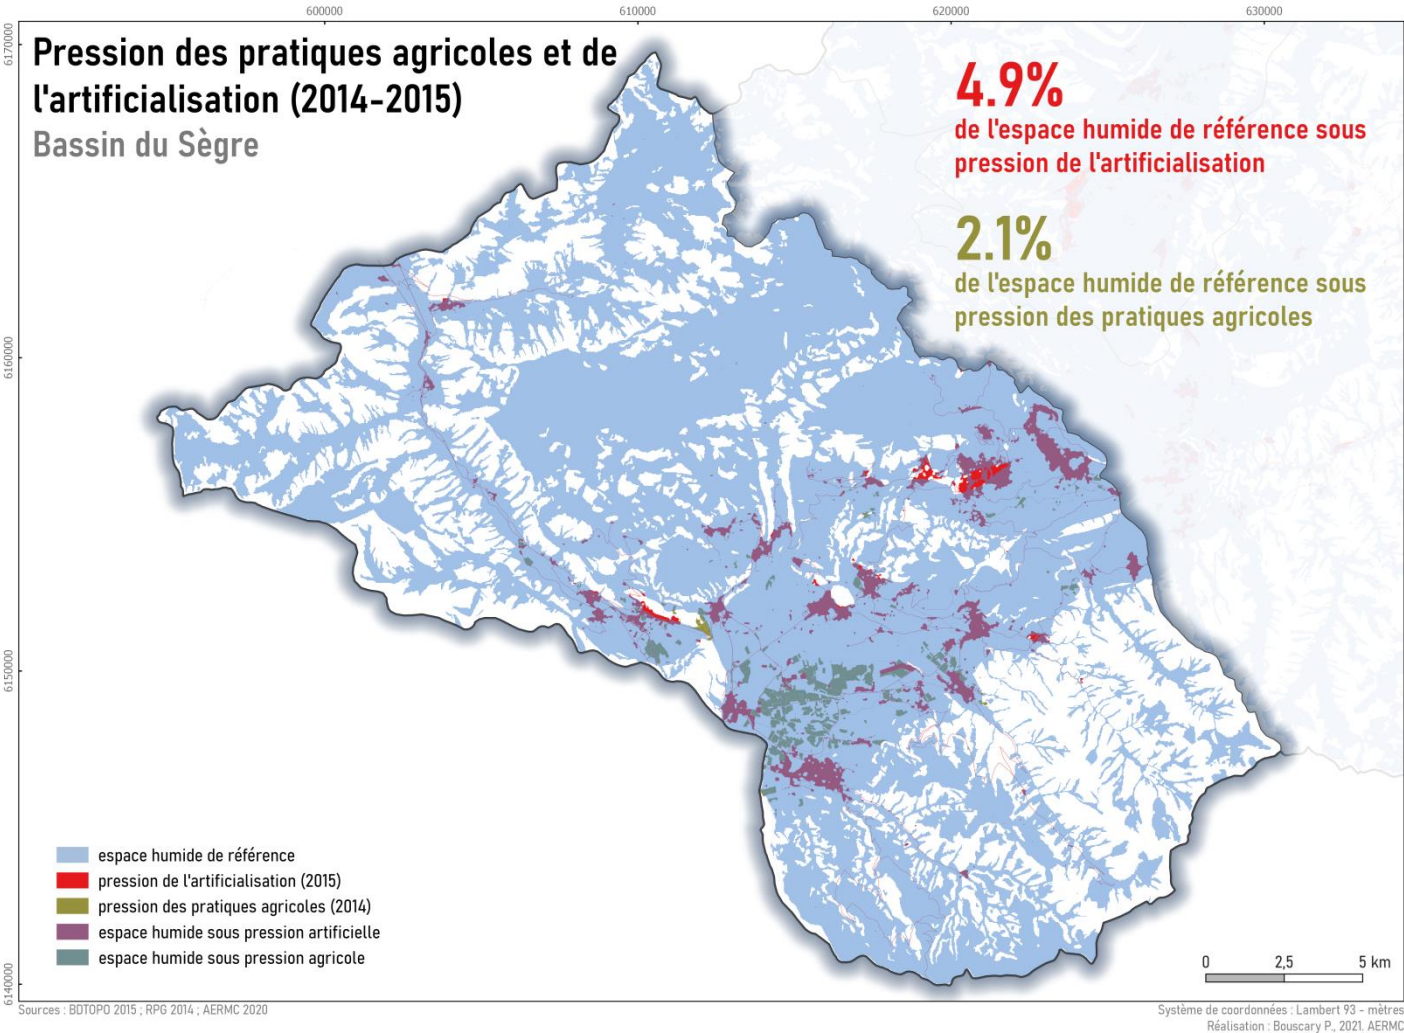 600000
610000
620000
630000
6170000
6160000
6150000
6140000
Pression des pratiques agricoles et de
l'artificialisation (2014-2015)
Bassin du Sègre
4.9%
de l'espace humide de référence sous
pression de l'artificialisation
2.1%
de l'espace humide de référence sous
pression des pratiques agricoles
espace humide de référence
pression de l'artificialisation (2015)
pression des pratiques agricoles (2014)
espace humide sous pression artificielle
espace humide sous pression agricole
0 2,5 5 km
Sources : BDTOPO 2015 ; RPG 2014 ; AERMC 2020
Système de coordonnées : Lambert 93 - mètres
Réalisation : Bouscary P., 2021. AERMC